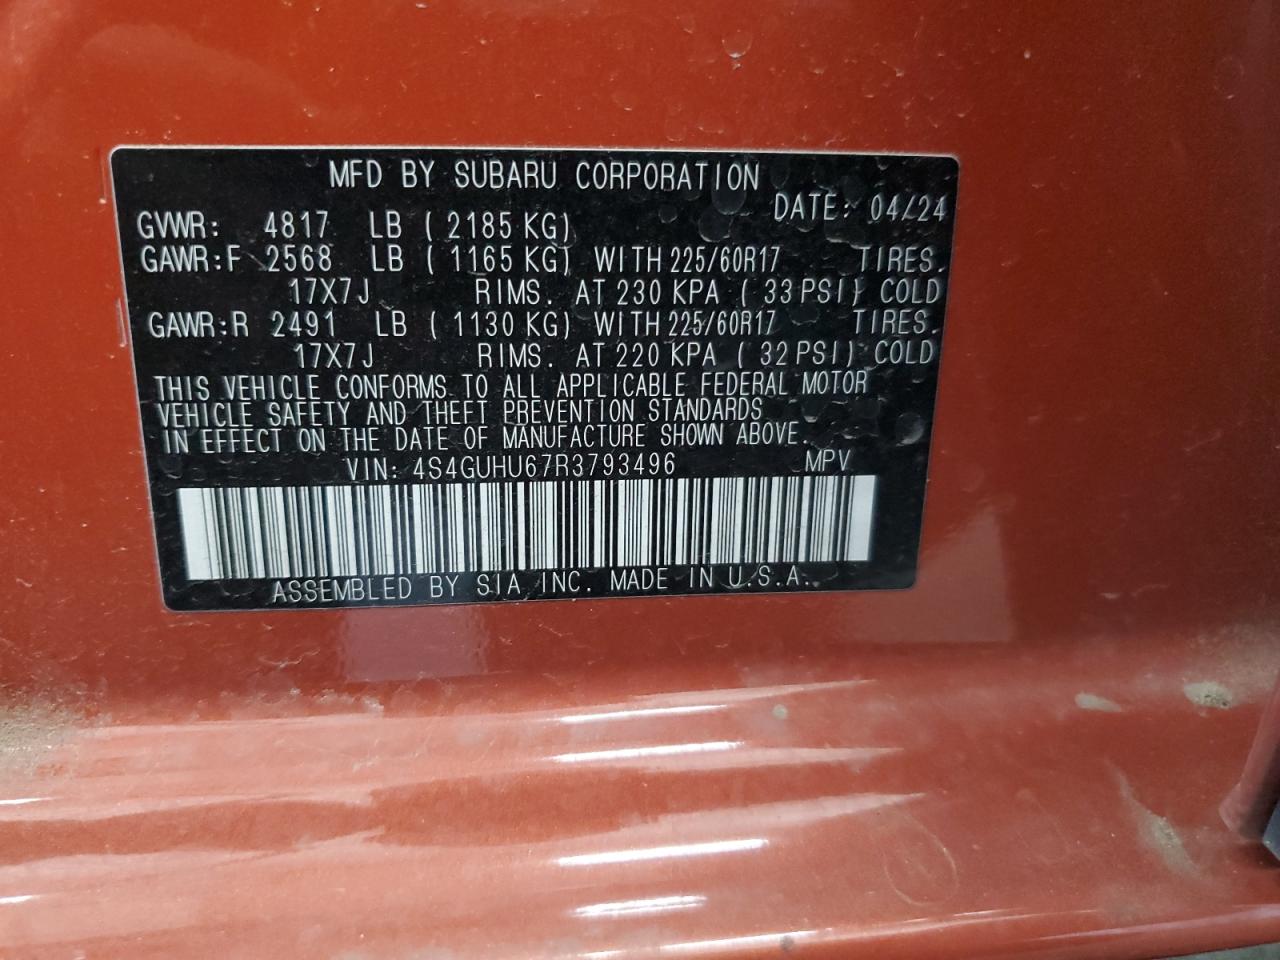 MFD BY SUBARU CORPORATION
DATE: 04/24
GVWR: 4817 LB ( 2185 KG)
GAWR:F 2568 LB ( 1165 KG) WITH 225/60R17 TIRES.
17X7J RIMS. AT 230 KPA ( 33 PSI) COLD
GAWR:R 2491 LB ( 1130 KG) WITH 225/60R17 TIRES.
17X7J RIMS. AT 220 KPA ( 32 PSI) COLD
THIS VEHICLE CONFORMS TO ALL APPLICABLE FEDERAL MOTOR
VEHICLE SAFETY AND THEFT PREVENTION STANDARDS
IN EFFECT ON THE DATE OF MANUFACTURE SHOWN ABOVE.
VIN: 4S4GUHU67R3793496 MPV
ASSEMBLED BY SIA INC. MADE IN U.S.A.